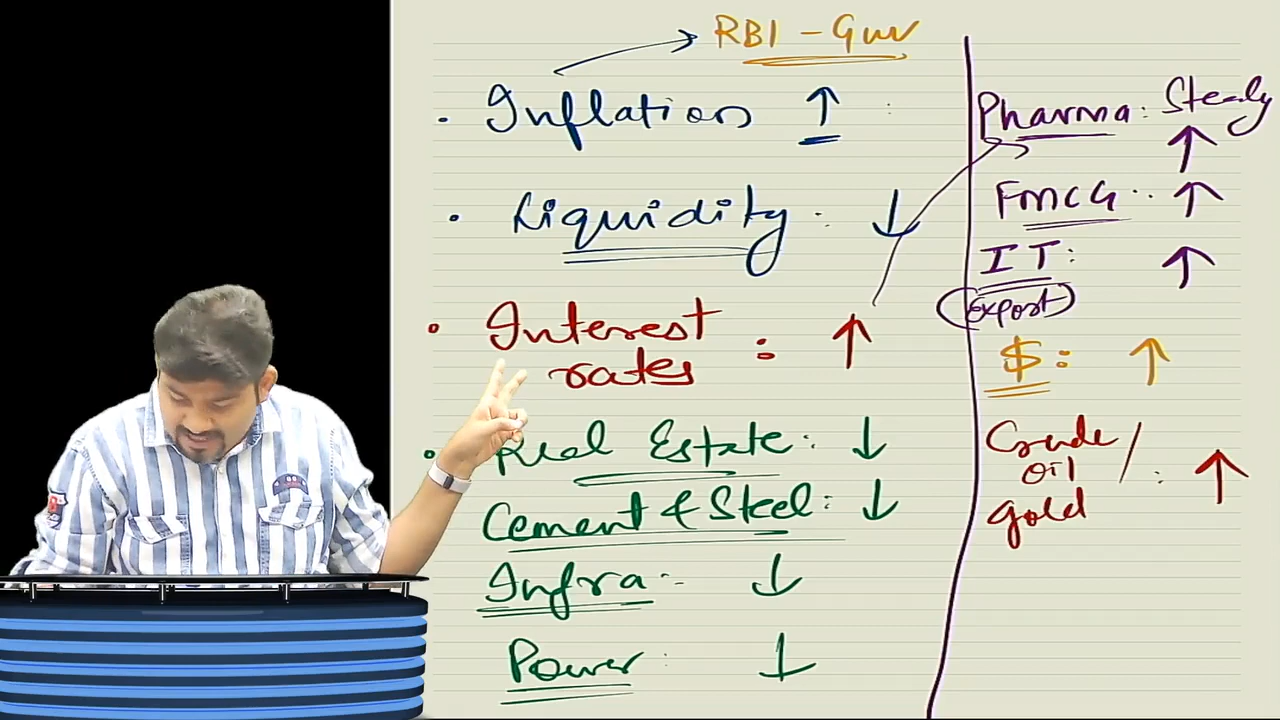 RBI - Guv
• Inflation ↑ :
• Liquidity : ↓
• Interest rates : ↑
• Real Estate : ↓
Cement & Steel : ↓
Infra : ↓
Power : ↓
Pharma : Steady ↑
FMCG : ↑
IT : ↑
(export)
$ : ↑
Crude oil / : ↑
Gold